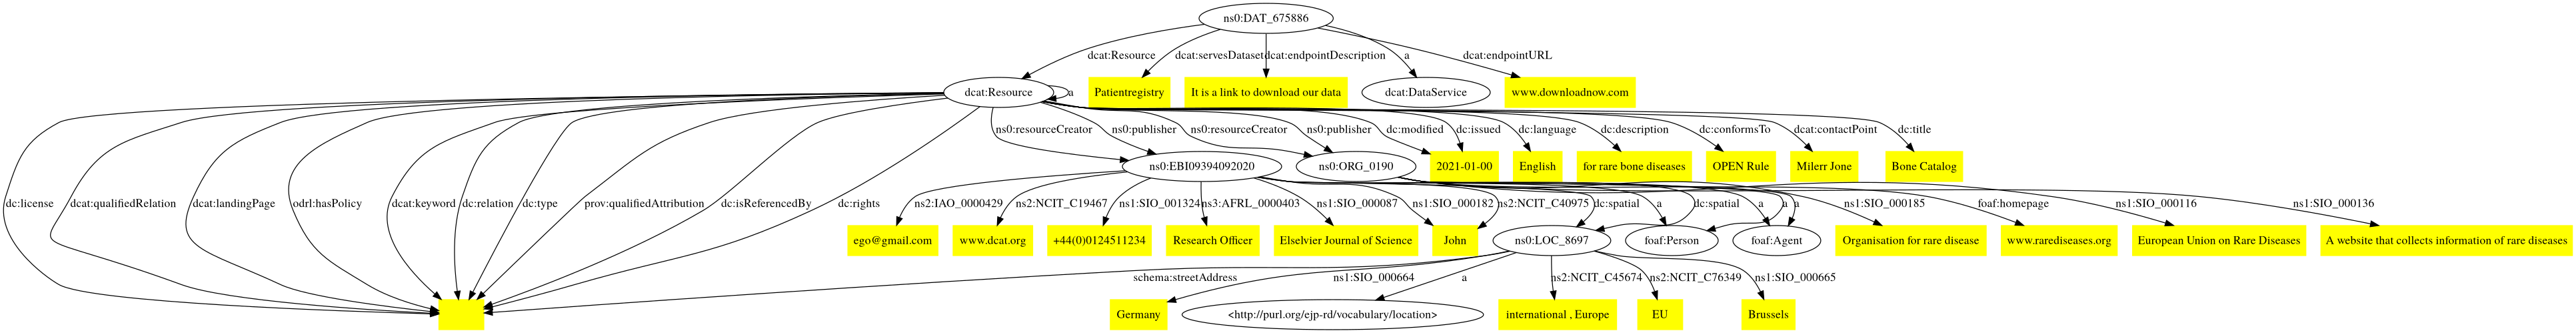 ns0:DAT_675886
dcat:Resource
dcat:servesDataset
dcat:endpointDescription
a
dcat:endpointURL
dcat:Resource
a
Patientregistry
It is a link to download our data
dcat:DataService
www.downloadnow.com
ns0:resourceCreator
ns0:publisher
ns0:resourceCreator
ns0:publisher
dc:modified
dc:issued
dc:language
dc:description
dc:conformsTo
dcat:contactPoint
dc:title
ns0:EBI09394092020
ns0:ORG_0190
2021-01-00
English
for rare bone diseases
OPEN Rule
Milerr Jone
Bone Catalog
dc:license
dcat:qualifiedRelation
dcat:landingPage
odrl:hasPolicy
dcat:keyword
dc:relation
dc:type
prov:qualifiedAttribution
dc:isReferencedBy
dc:rights
ns2:IAO_0000429
ns2:NCIT_C19467
ns1:SIO_001324
ns3:AFRL_0000403
ns1:SIO_000087
ns1:SIO_000182
ns2:NCIT_C40975
dc:spatial
a
dc:spatial
a
a
a
ns1:SIO_000185
foaf:homepage
ns1:SIO_000116
ns1:SIO_000136
ego@gmail.com
www.dcat.org
+44(0)0124511234
Research Officer
Elselvier Journal of Science
John
ns0:LOC_8697
foaf:Person
foaf:Agent
Organisation for rare disease
www.rarediseases.org
European Union on Rare Diseases
A website that collects information of rare diseases
schema:streetAddress
ns1:SIO_000664
a
ns2:NCIT_C45674
ns2:NCIT_C76349
ns1:SIO_000665
Germany
<http://purl.org/ejp-rd/vocabulary/location>
international , Europe
EU
Brussels